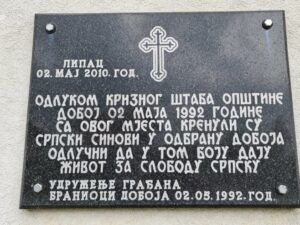 ЛИПАЦ
02. МАЈ 2010. ГОД.
ОДЛУКОМ КРИЗНОГ ШТАБА ОПШТИНЕ
ДОБОЈ 02 МАЈА 1992 ГОДИНЕ
СА ОВОГ МЈЕСТА КРЕНУЛИ СУ
СРПСКИ СИНОВИ У ОДБРАНУ ДОБОЈА
ОДЛУЧНИ ДА У ТОМ БОЈУ ДАЈУ
ЖИВОТ ЗА СЛОБОДУ СРПСКУ
УДРУЖЕЊЕ ГРАЂАНА
БРАНИОЦИ ДОБОЈА 02.05.1992.ГОД.